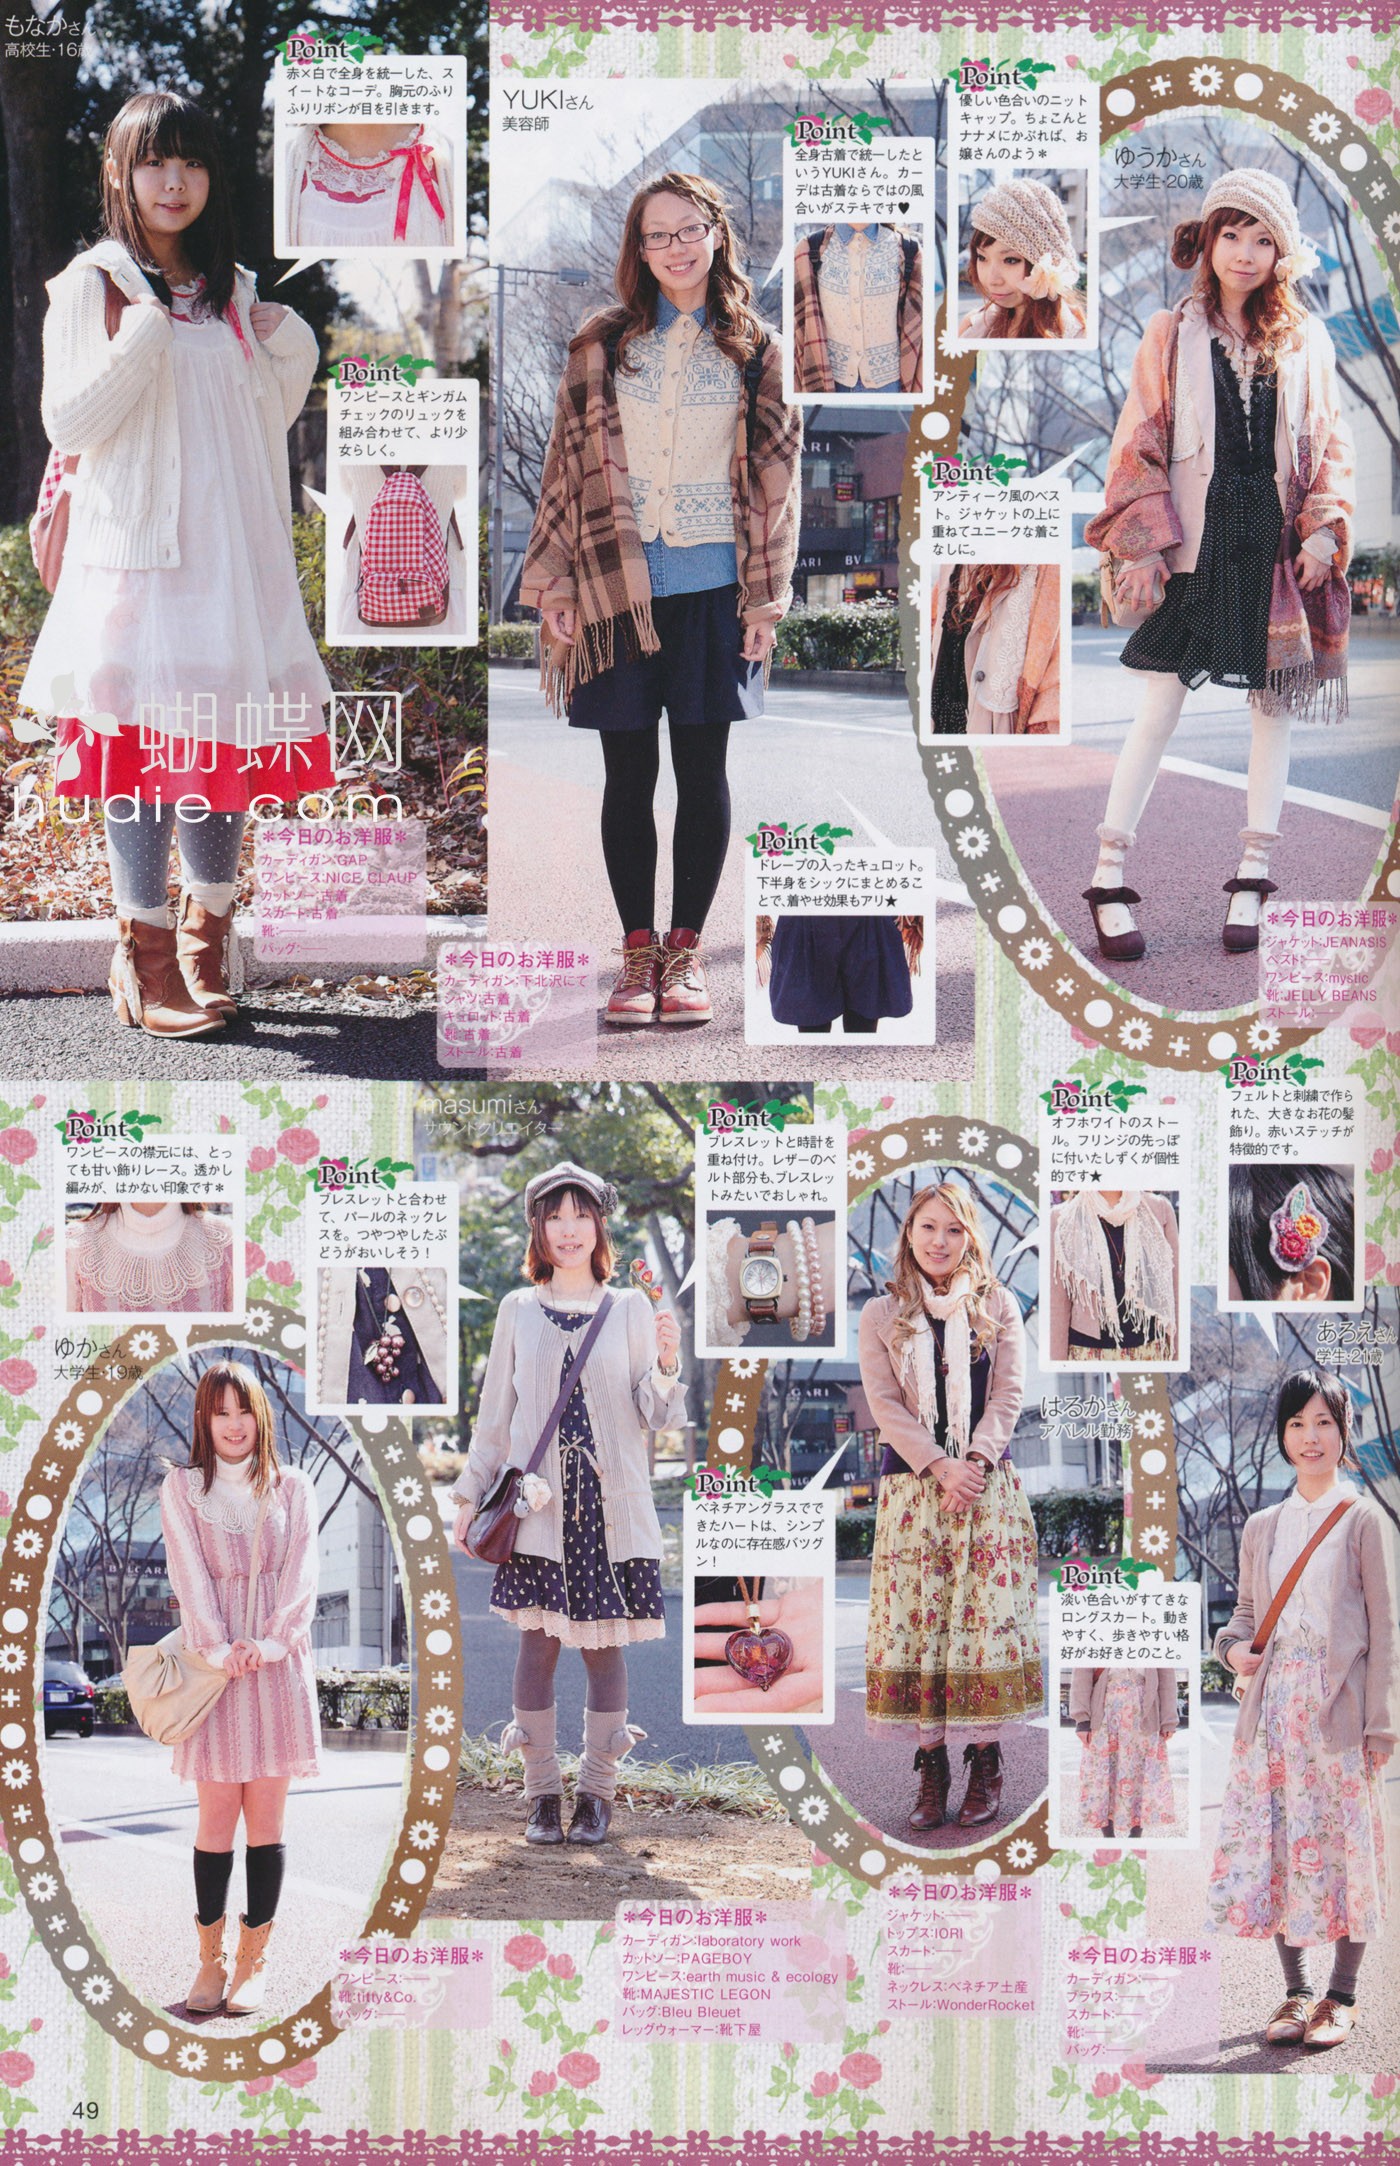 もなかさん
高校生・16歳
Point
赤×白で全身を統一した、ス
イートなコーデ。胸元のふり
ふりリボンが目を引きます。
Point
ワンピースとギンガム
チェックのリュックを
組み合わせて、より少
女らしく。
蝴蝶网
hudie.com
＊今日のお洋服＊
カーディガン:GAP
ワンピース:NICE CLAUP
カットソー:古着
スカート:古着
靴:——
バッグ:——
YUKIさん
美容師
Point
全身古着で統一したと
いうYUKIさん。カー
デは古着ならではの風
合いがステキです♥
Point
ドレープの入ったキュロット。
下半身をシックにまとめるこ
とで、着やせ効果もアリ★
＊今日のお洋服＊
カーディガン:下北沢にて
シャツ:古着
キュロット:古着
靴:古着
ストール:古着
BVLGARI
Point
優しい色合いのニット
キャップ。ちょこんと
ナナメにかぶれば、お
嬢さんのよう＊
ゆうかさん
大学生・20歳
Point
アンティーク風のベス
ト。ジャケットの上に
重ねてユニークな着こ
なしに。
＊今日のお洋服＊
ジャケット:JEANASIS
ベスト:——
ワンピース:mystic
靴:JELLY BEANS
ストール:——
Point
ワンピースの襟元には、とっ
ても甘い飾りレース。透かし
編みが、はかない印象です＊
ゆかさん
大学生・19歳
BVLGARI
＊今日のお洋服＊
ワンピース:——
靴:titty&Co.
バッグ:——
masumiさん
サウンドクリエイター
Point
ブレスレットと合わせ
て、パールのネックレ
スを。つやつやしたぶ
どうがおいしそう！
Point
ブレスレットと時計を
重ね付け。レザーのベ
ルト部分も、ブレスレッ
トみたいでおしゃれ。
＊今日のお洋服＊
カーディガン:laboratory work
カットソー:PAGEBOY
ワンピース:earth music & ecology
靴:MAJESTIC LEGON
バッグ:Bleu Bleuet
レッグウォーマー:靴下屋
Point
オフホワイトのストー
ル。フリンジの先っぽ
に付いたしずくが個性
的です★
はるかさん
アパレル勤務
Point
ベネチアングラスでで
きたハートは、シンプ
ルなのに存在感バツグ
ン！
＊今日のお洋服＊
ジャケット:——
トップス:IORI
スカート:——
靴:——
ネックレス:ベネチア土産
ストール:WonderRocket
Point
フェルトと刺繍で作ら
れた、大きなお花の髪
飾り。赤いステッチが
特徴的です。
あろえさん
学生・21歳
Point
淡い色合いがすてきな
ロングスカート。動き
やすく、歩きやすい格
好がお好きとのこと。
＊今日のお洋服＊
カーディガン:——
ブラウス:——
スカート:——
靴:——
バッグ:——
49